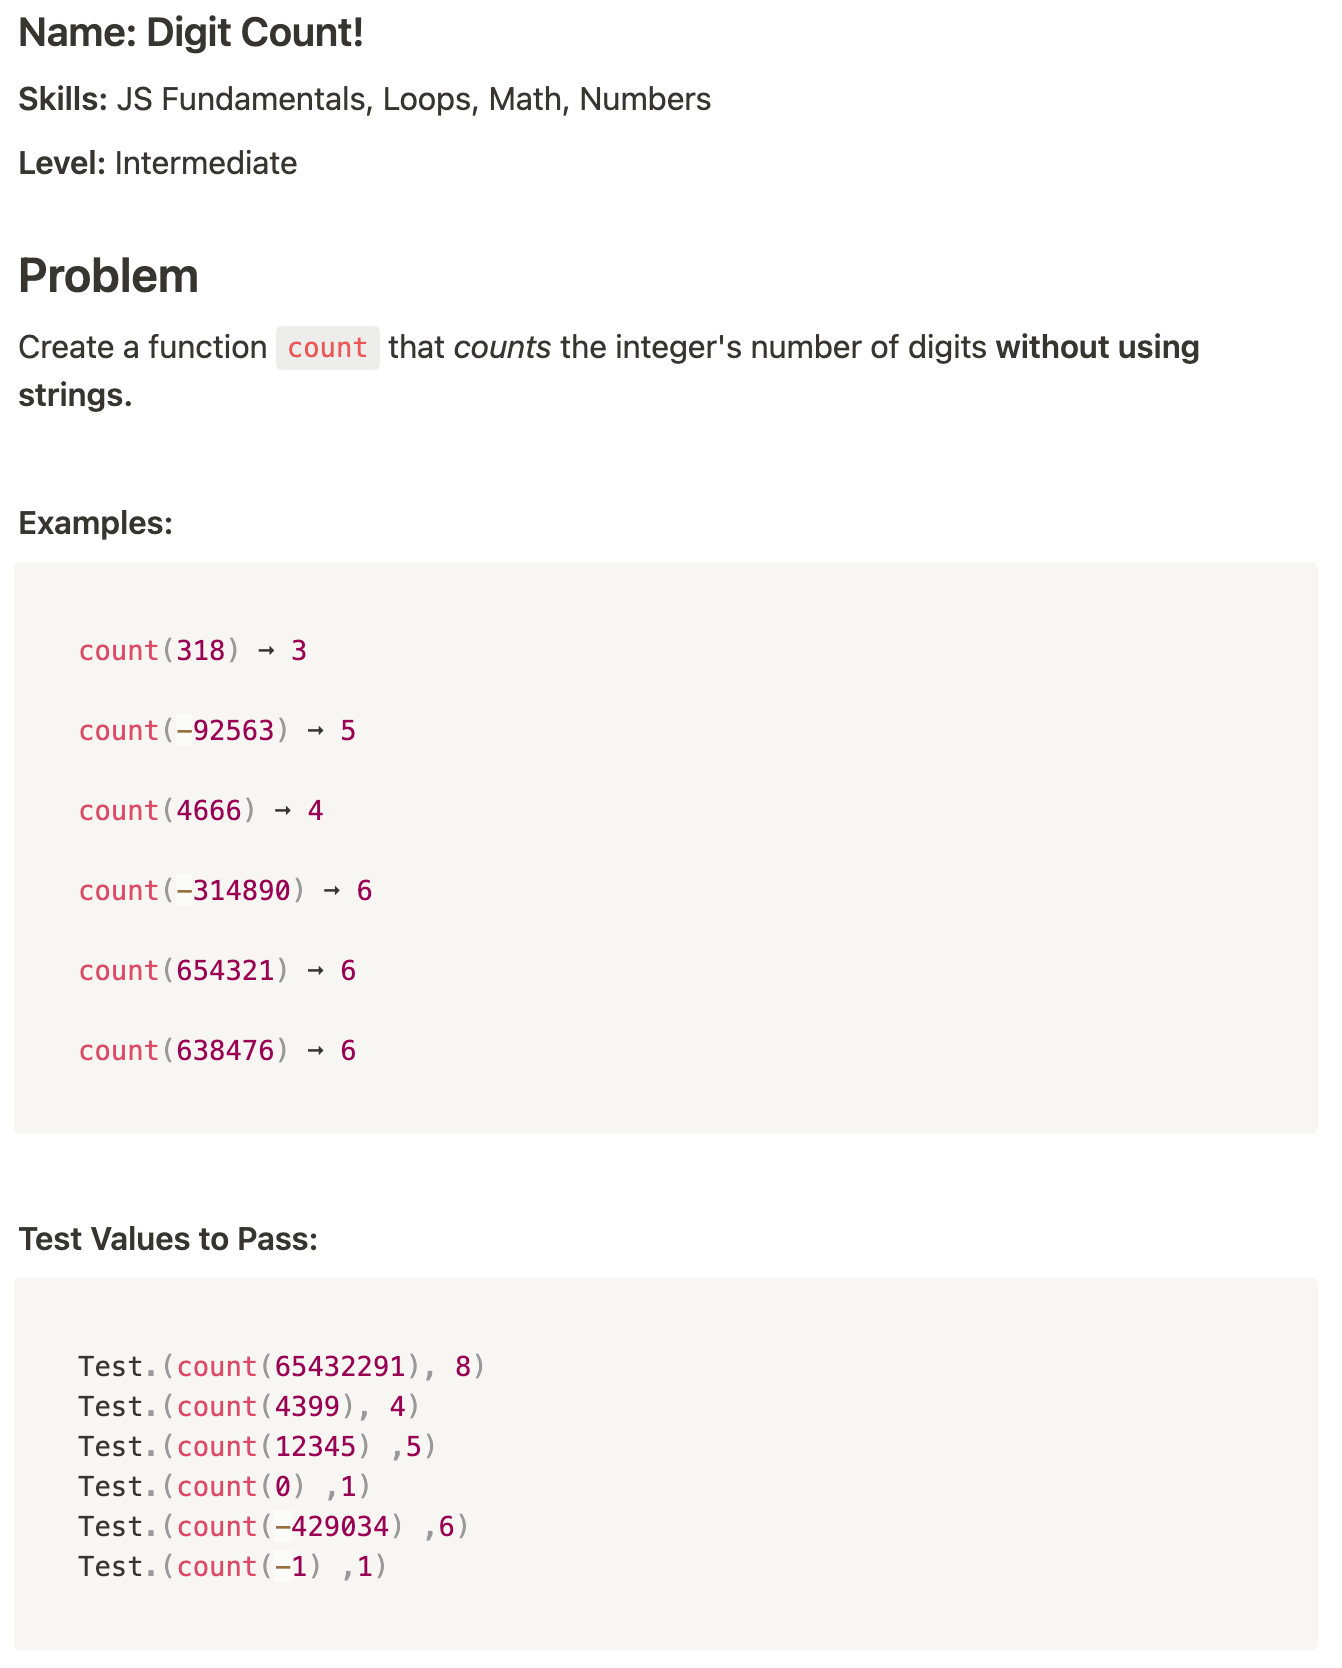 Name: Digit Count!
Skills: JS Fundamentals, Loops, Math, Numbers
Level: Intermediate
Problem
Create a function count that counts the integer's number of digits without using
strings.
Examples:
count(318) → 3
count(−92563) → 5
count(4666) → 4
count(−314890) → 6
count(654321) → 6
count(638476) → 6
Test Values to Pass:
Test.(count(65432291), 8)
Test.(count(4399), 4)
Test.(count(12345) ,5)
Test.(count(0) ,1)
Test.(count(−429034) ,6)
Test.(count(−1) ,1)